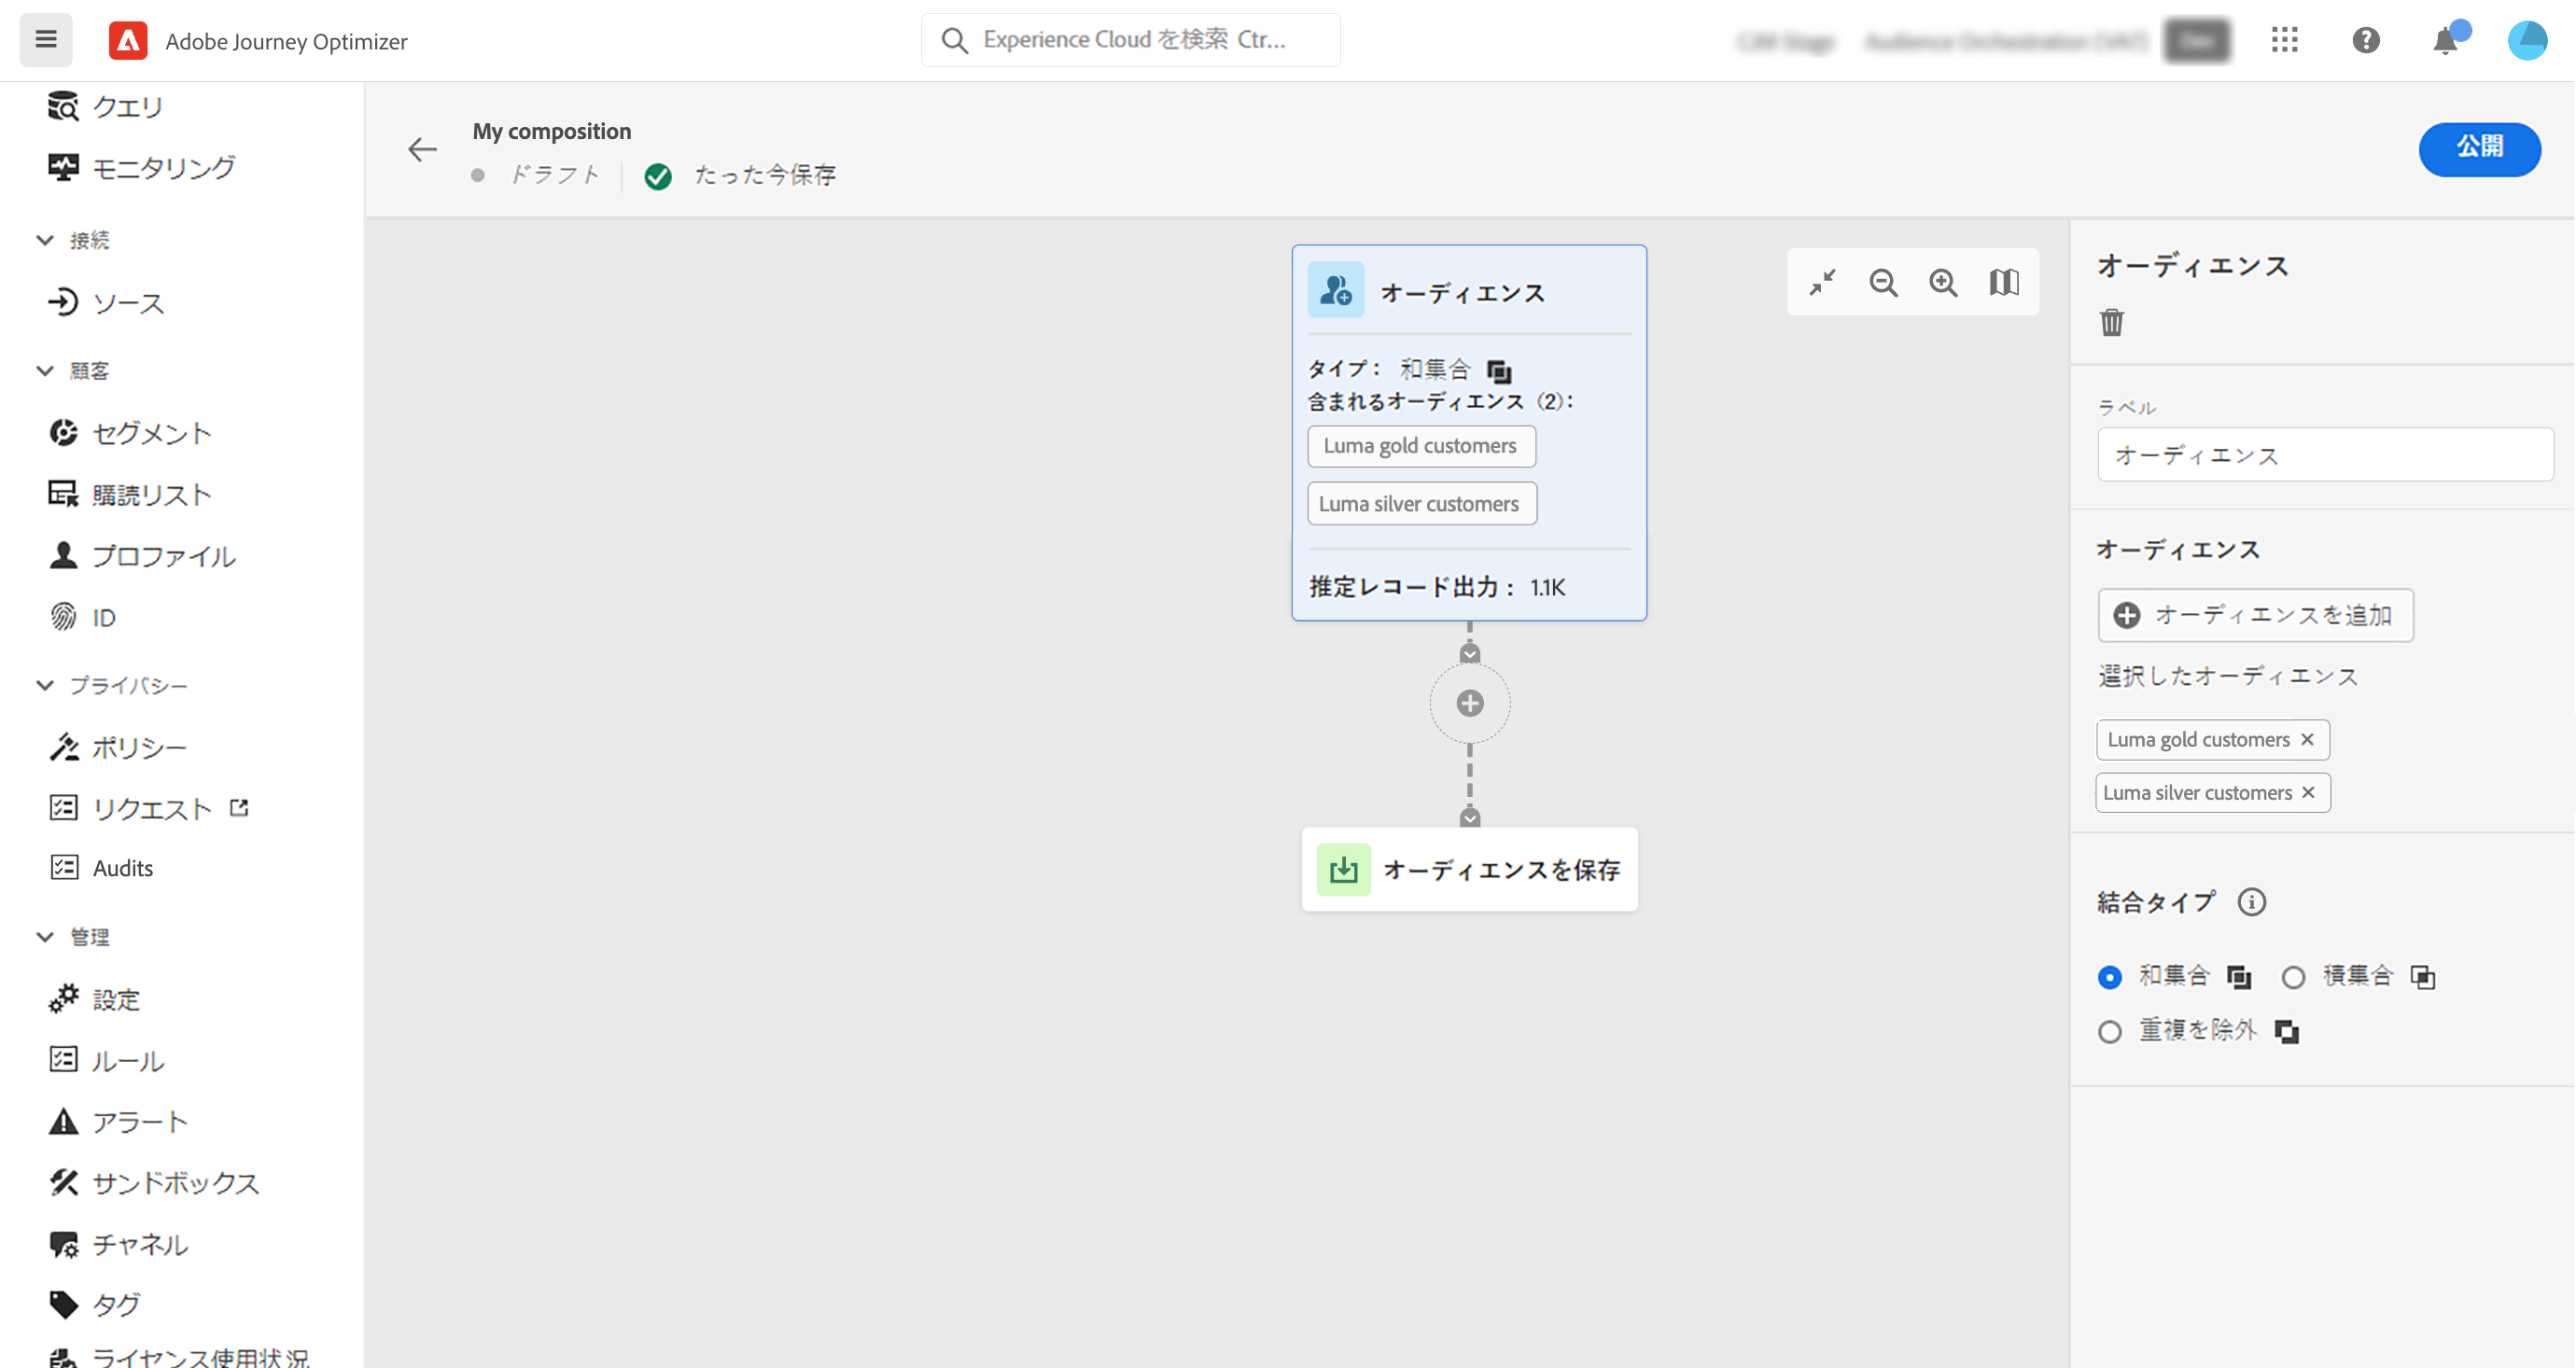 Adobe Journey Optimizer
Experience Cloud を検索 Ctr...
クエリ
モニタリング
接続
ソース
顧客
セグメント
購読リスト
プロファイル
ID
プライバシー
ポリシー
リクエスト
Audits
管理
設定
ルール
アラート
サンドボックス
チャネル
タグ
ライセンス使用状況
My composition
ドラフト
たった今保存
公開
オーディエンス
タイプ： 和集合
含まれるオーディエンス（2）：
Luma gold customers
Luma silver customers
推定レコード出力： 1.1K
オーディエンスを保存
オーディエンス
ラベル
オーディエンス
オーディエンス
オーディエンスを追加
選択したオーディエンス
Luma gold customers
Luma silver customers
結合タイプ
和集合 積集合
重複を除外